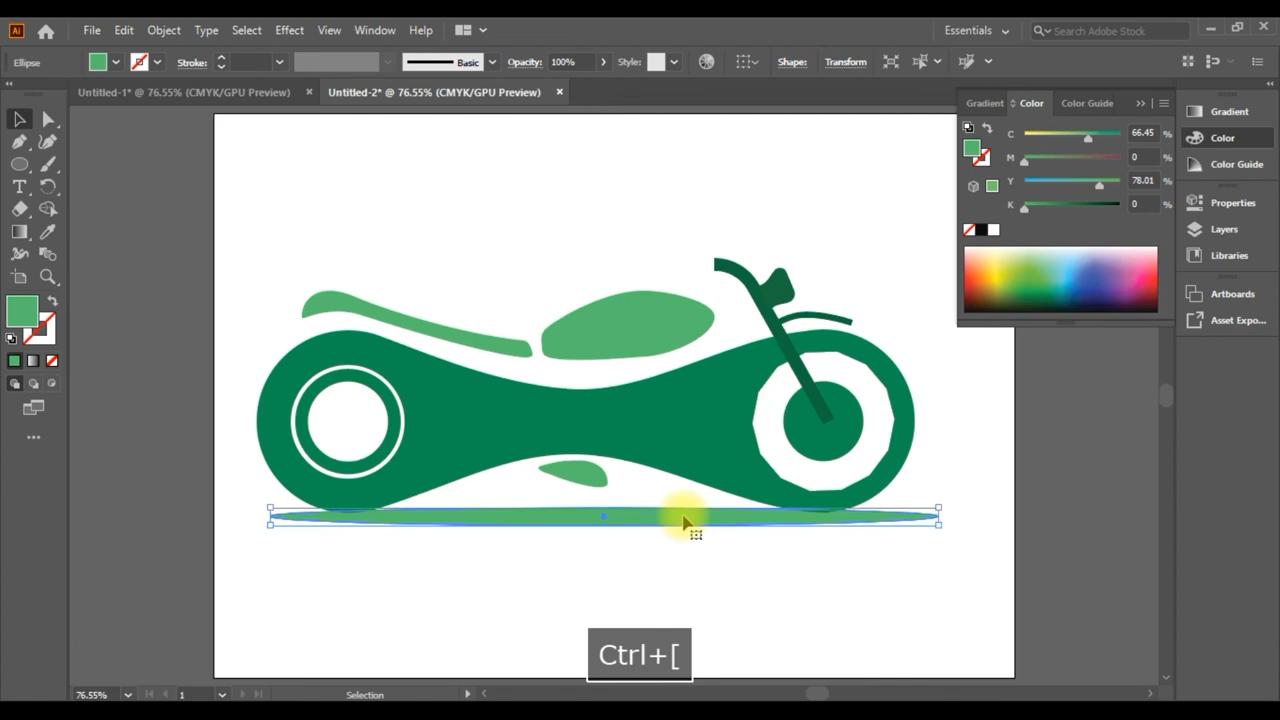 Ai File Edit Object Type Select Effect View Window Help Essentials Search Adobe Stock
Ellipse Stroke: Basic Opacity: 100% Style: Shape: Transform
Untitled-1* @ 76.55% (CMYK/GPU Preview) × Untitled-2* @ 76.55% (CMYK/GPU Preview) ×
Gradient Color Color Guide
C 66.45 %
M 0 %
Y 78.01 %
K 0 %
Gradient
Color
Color Guide
Properties
Layers
Libraries
Artboards
Asset Expo...
T
Ctrl+[
76.55% 1 Selection